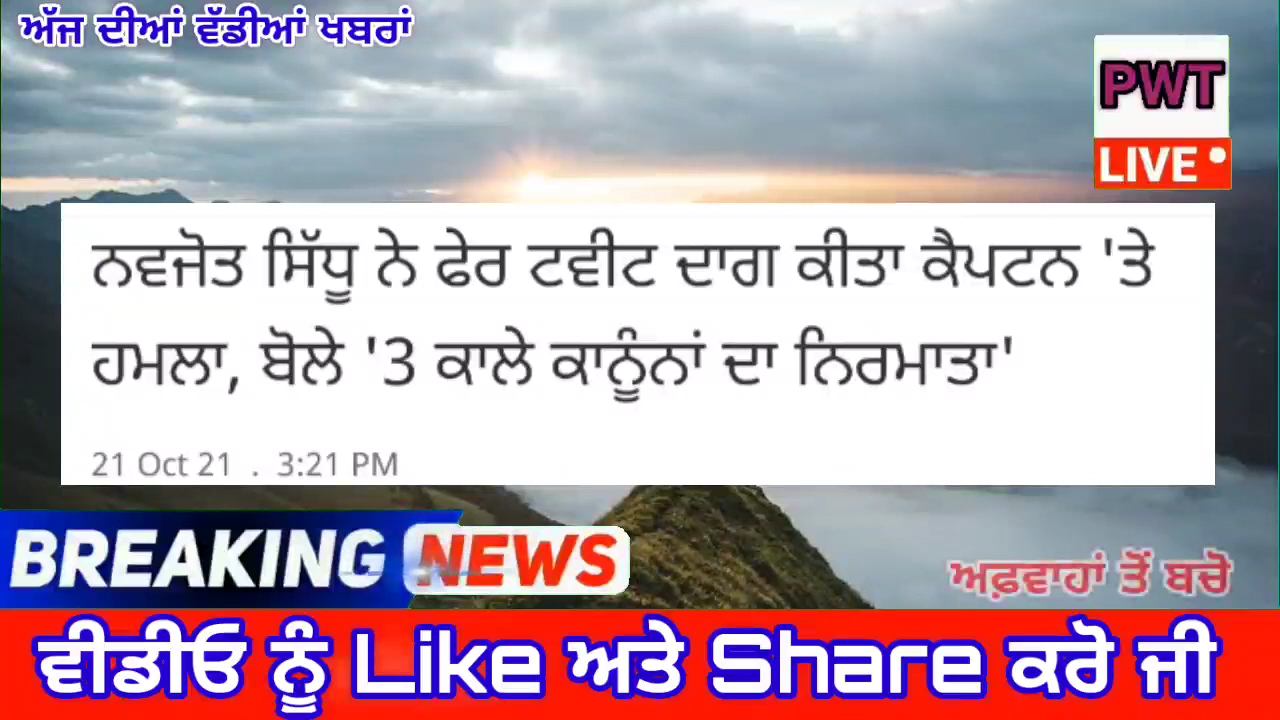 ਅੱਜ ਦੀਆਂ ਵੱਡੀਆਂ ਖਬਰਾਂ
PWT
LIVE
ਨਵਜੋਤ ਸਿੱਧੂ ਨੇ ਫੇਰ ਟਵੀਟ ਦਾਗ ਕੀਤਾ ਕੈਪਟਨ 'ਤੇ
ਹਮਲਾ, ਬੋਲੇ '3 ਕਾਲੇ ਕਾਨੂੰਨਾਂ ਦਾ ਨਿਰਮਾਤਾ'
21 Oct 21 . 3:21 PM
BREAKING NEWS
ਅਫ਼ਵਾਹਾਂ ਤੋਂ ਬਚੋ
ਵੀਡੀਓ ਨੂੰ Like ਅਤੇ Share ਕਰੋ ਜੀ